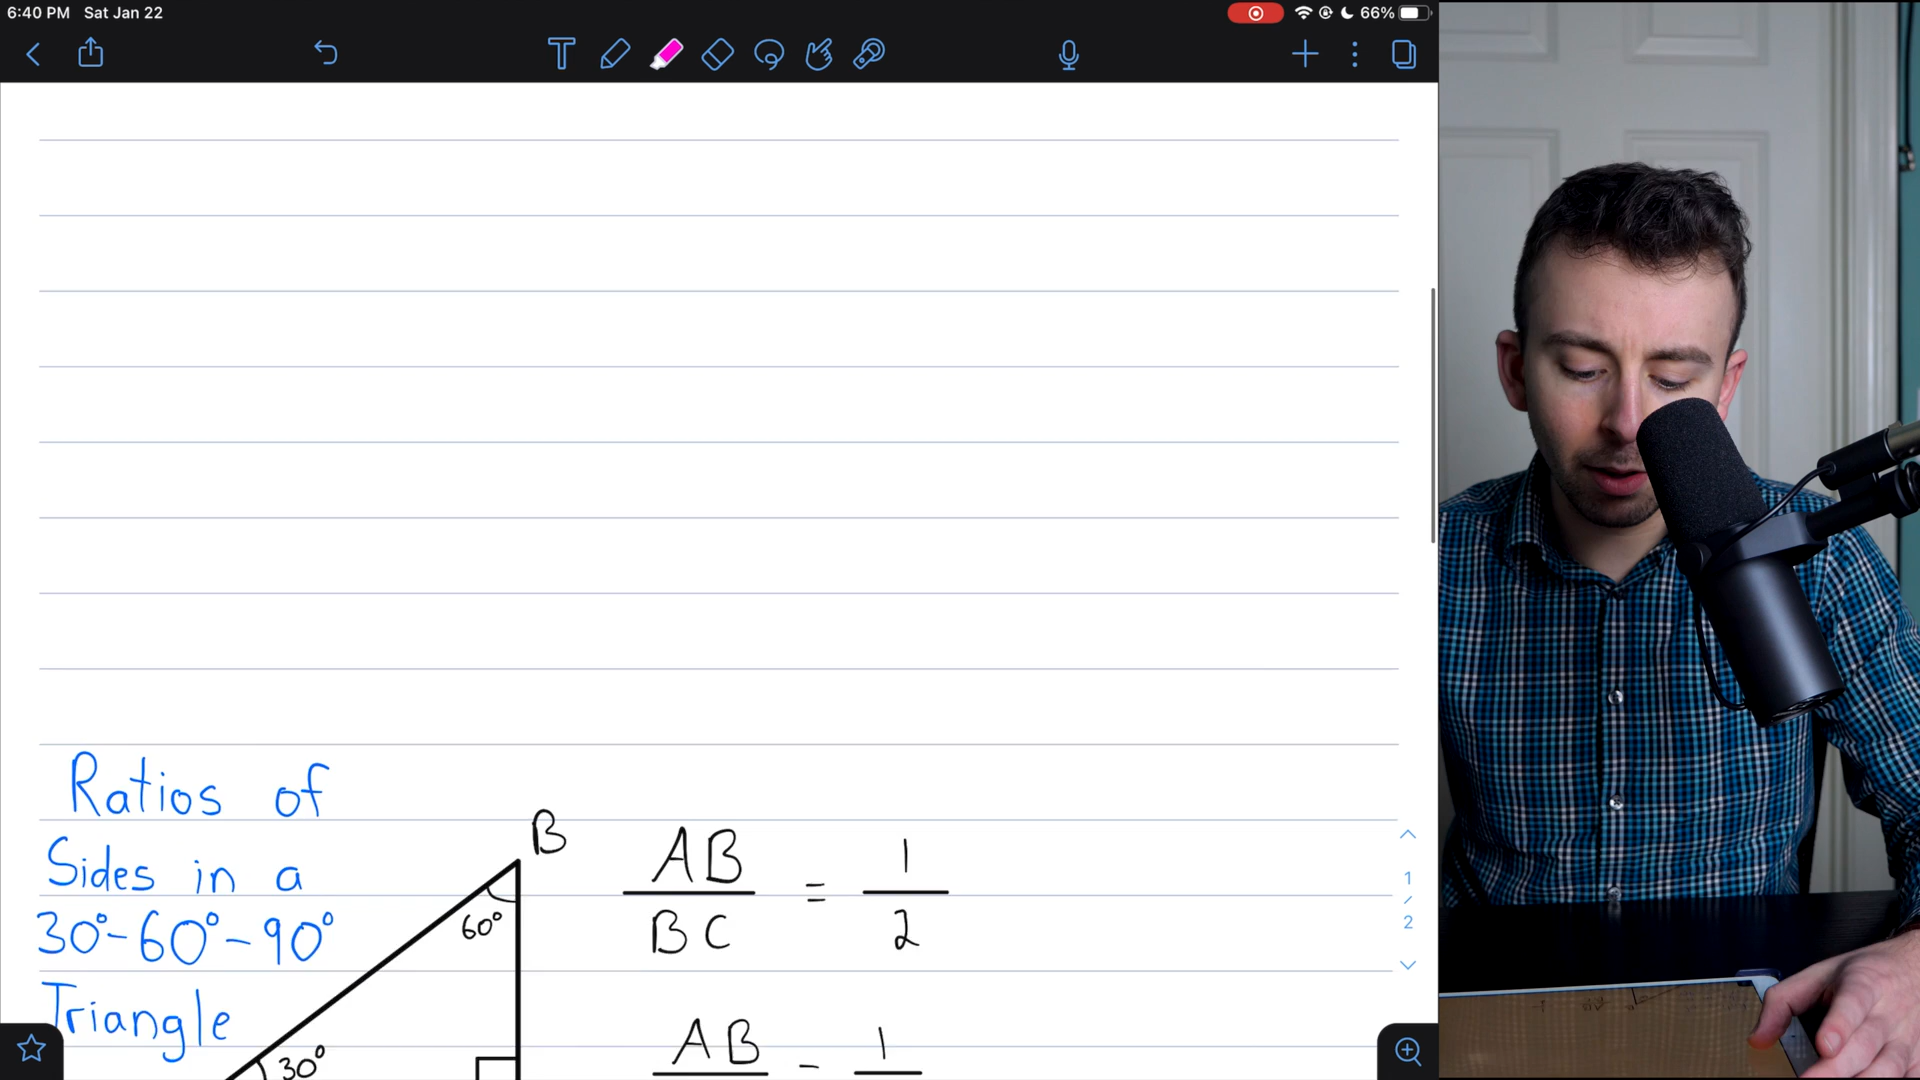 6:40 PM Sat Jan 22
66%
Ratios of
Sides in a
30°-60°-90°
Triangle
B
60°
30°
AB
BC
=
1
2
AB
=
1
1
2